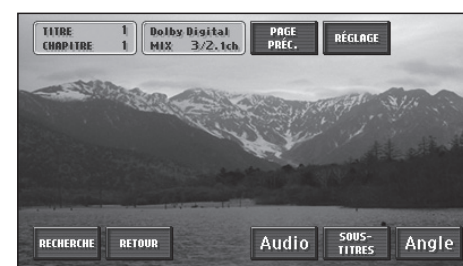 TITRE 1
CHAPITRE 1
Dolby Digital
MIX 3/2.1ch
PAGE
PRÉC.
RÉGLAGE
RECHERCHE
RETOUR
Audio
SOUS-
TITRES
Angle